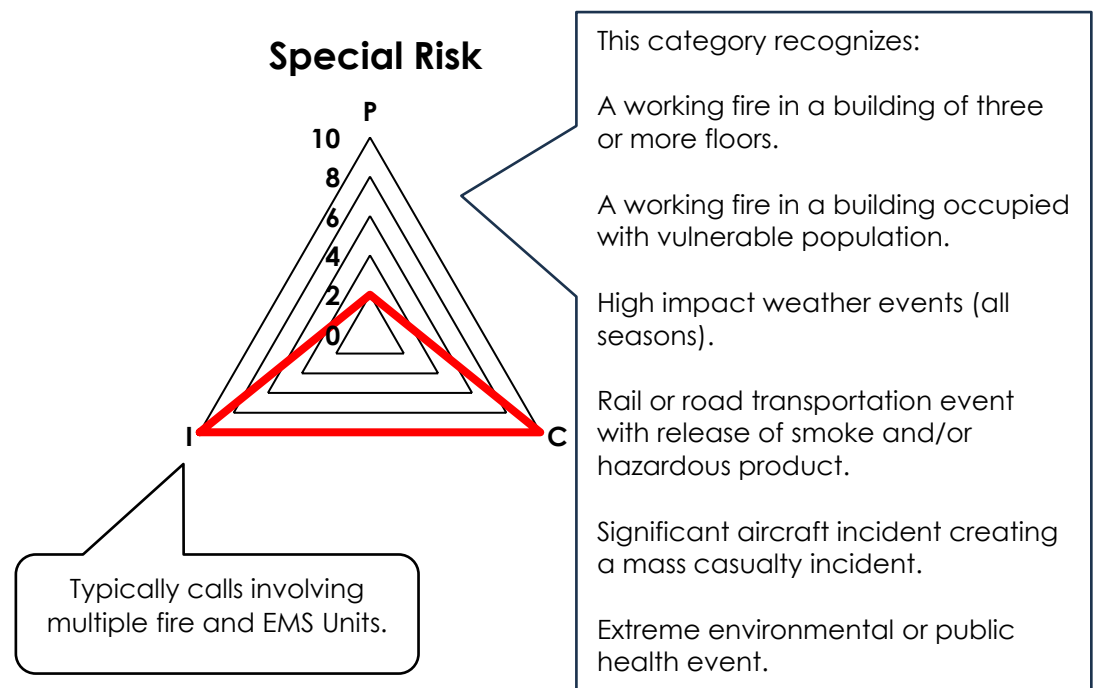 Special Risk
P
10
8
6
4
2
0
I
C
Typically calls involving
multiple fire and EMS Units.
This category recognizes:
A working fire in a building of three
or more floors.
A working fire in a building occupied
with vulnerable population.
High impact weather events (all
seasons).
Rail or road transportation event
with release of smoke and/or
hazardous product.
Significant aircraft incident creating
a mass casualty incident.
Extreme environmental or public
health event.